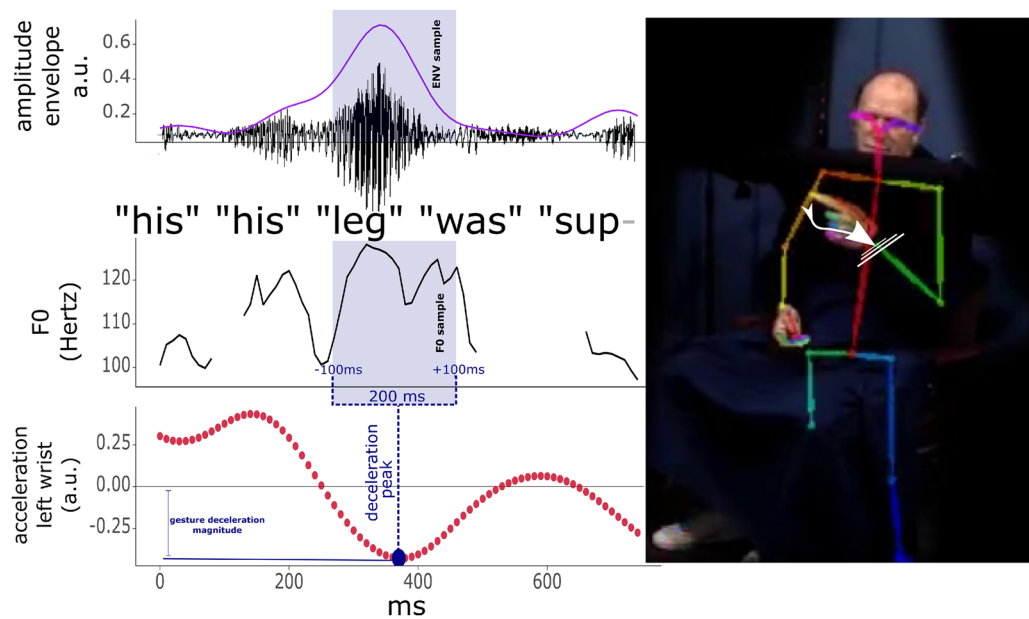 amplitude
envelope
a.u.
0.6
0.4
0.2
ENV sample
"his" "his" "leg" "was" "sup-
F0
(Hertz)
120
110
100
F0 sample
-100ms
+100ms
200 ms
acceleration
left wrist
(a.u.)
0.25
0.00
-0.25
deceleration
peak
gesture deceleration
magnitude
0 200 400 600
ms